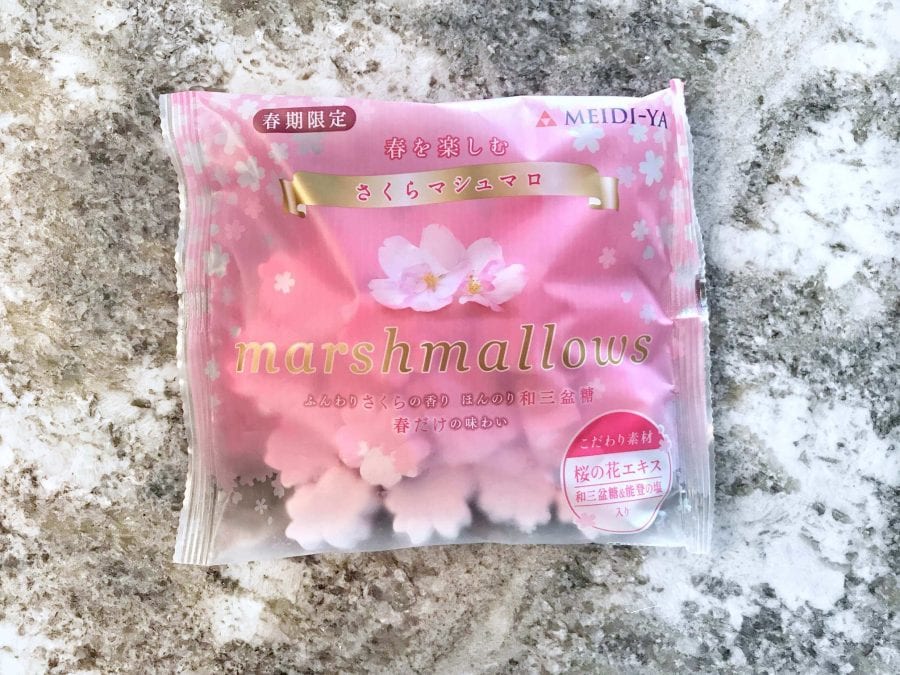 春期限定
MEIDI-YA
春を楽しむ
さくらマシュマロ
marshmallows
ふんわりさくらの香り ほんのり和三盆糖
春だけの味わい
こだわり素材
桜の花エキス
和三盆糖&能登の塩
入り